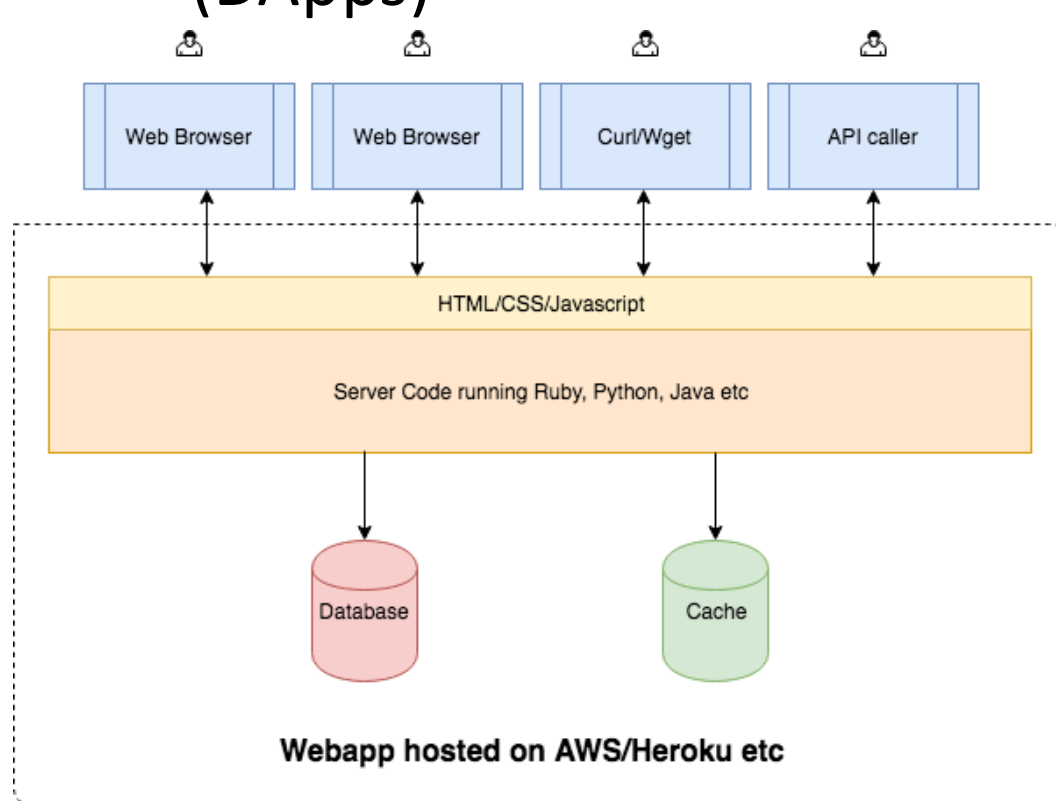 (DApps)
Web Browser
Web Browser
Curl/Wget
API caller
HTML/CSS/Javascript
Server Code running Ruby, Python, Java etc
Database
Cache
Webapp hosted on AWS/Heroku etc